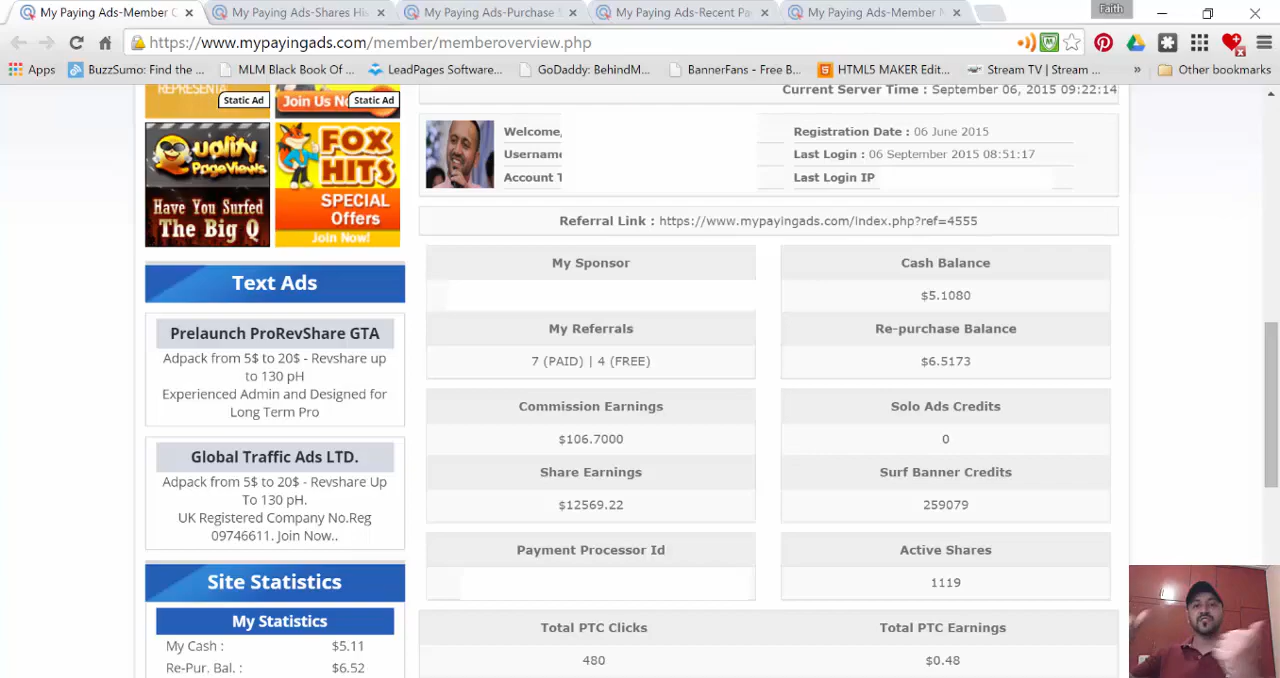 My Paying Ads-Member C
My Paying Ads-Shares His
My Paying Ads-Purchase
My Paying Ads-Recent Pa
My Paying Ads-Member
Faith
https://www.mypayingads.com/member/memberoverview.php
Apps
BuzzSumo: Find the ...
MLM Black Book Of ...
LeadPages Software...
GoDaddy: BehindM...
BannerFans - Free B...
HTML5 MAKER Edit...
Stream TV | Stream ...
»
Other bookmarks
REPRESENTA
Static Ad
Join Us No
Static Ad
Quality
PageViews
Have You Surfed
The Big Q
FOX
HITS
SPECIAL
Offers
Join Now!
Text Ads
Prelaunch ProRevShare GTA
Adpack from 5$ to 20$ - Revshare up
to 130 pH
Experienced Admin and Designed for
Long Term Pro
Global Traffic Ads LTD.
Adpack from 5$ to 20$ - Revshare Up
To 130 pH.
UK Registered Company No.Reg
09746611. Join Now..
Site Statistics
My Statistics
My Cash : $5.11
Re-Pur. Bal. : $6.52
Current Server Time : September 06, 2015 09:22:14
Welcome,
Username
Account T
Registration Date : 06 June 2015
Last Login : 06 September 2015 08:51:17
Last Login IP
Referral Link : https://www.mypayingads.com/index.php?ref=4555
My Sponsor
Cash Balance
$5.1080
My Referrals
7 (PAID) | 4 (FREE)
Re-purchase Balance
$6.5173
Commission Earnings
$106.7000
Solo Ads Credits
0
Share Earnings
$12569.22
Surf Banner Credits
259079
Payment Processor Id
Active Shares
1119
Total PTC Clicks
480
Total PTC Earnings
$0.48